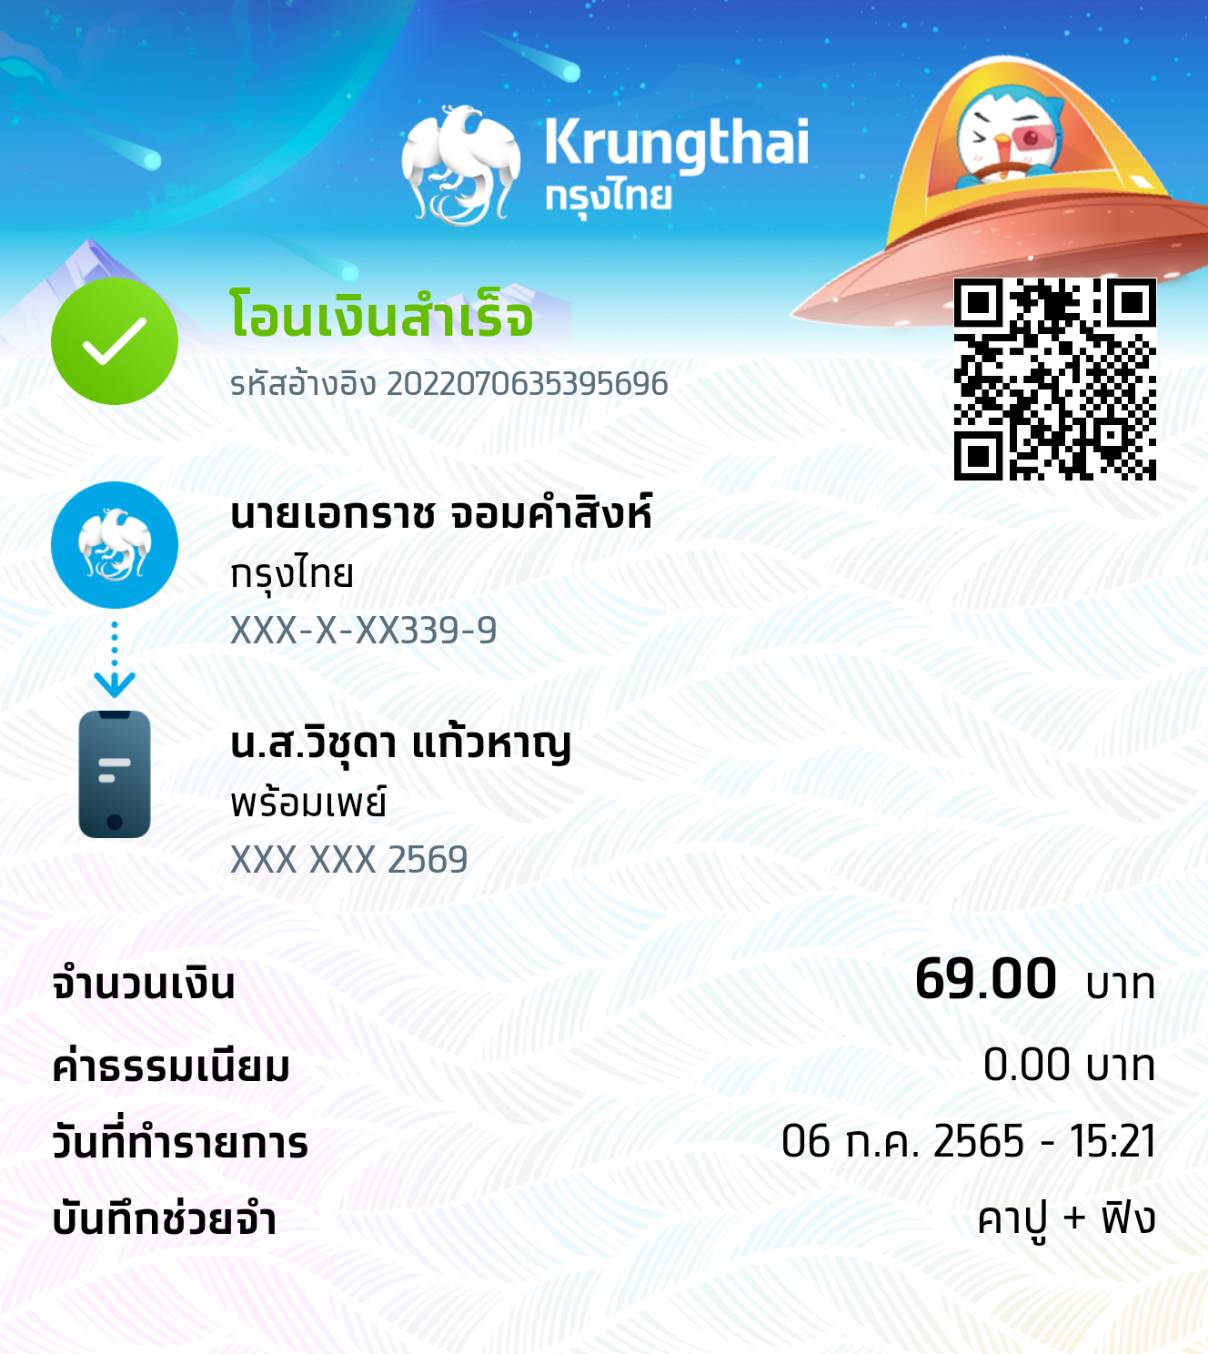 Krungthai
กรุงไทย
โอนเงินสำเร็จ
รหัสอ้างอิง 2022070635395696
นายเอกราช จอมคำสิงห์
กรุงไทย
XXX-X-XX339-9
น.ส.วิชุดา แก้วหาญ
พร้อมเพย์
XXX XXX 2569
จำนวนเงิน 69.00 บาท
ค่าธรรมเนียม 0.00 บาท
วันที่ทำรายการ 06 ก.ค. 2565 - 15:21
บันทึกช่วยจำ คาปู + ฟิง